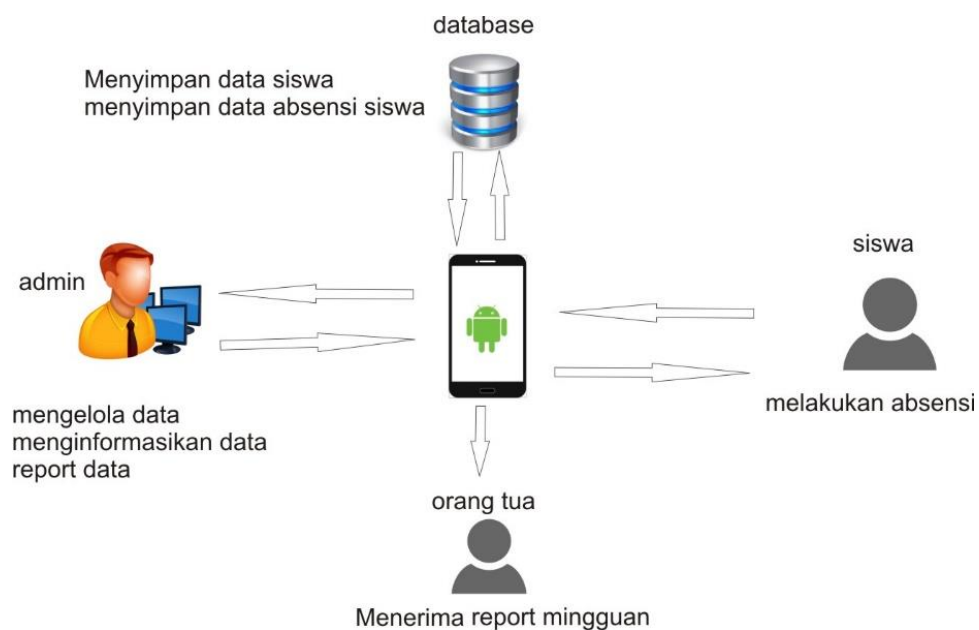 database
Menyimpan data siswa
menyimpan data absensi siswa
admin
siswa
mengelola data
menginformasikan data
report data
melakukan absensi
orang tua
Menerima report mingguan